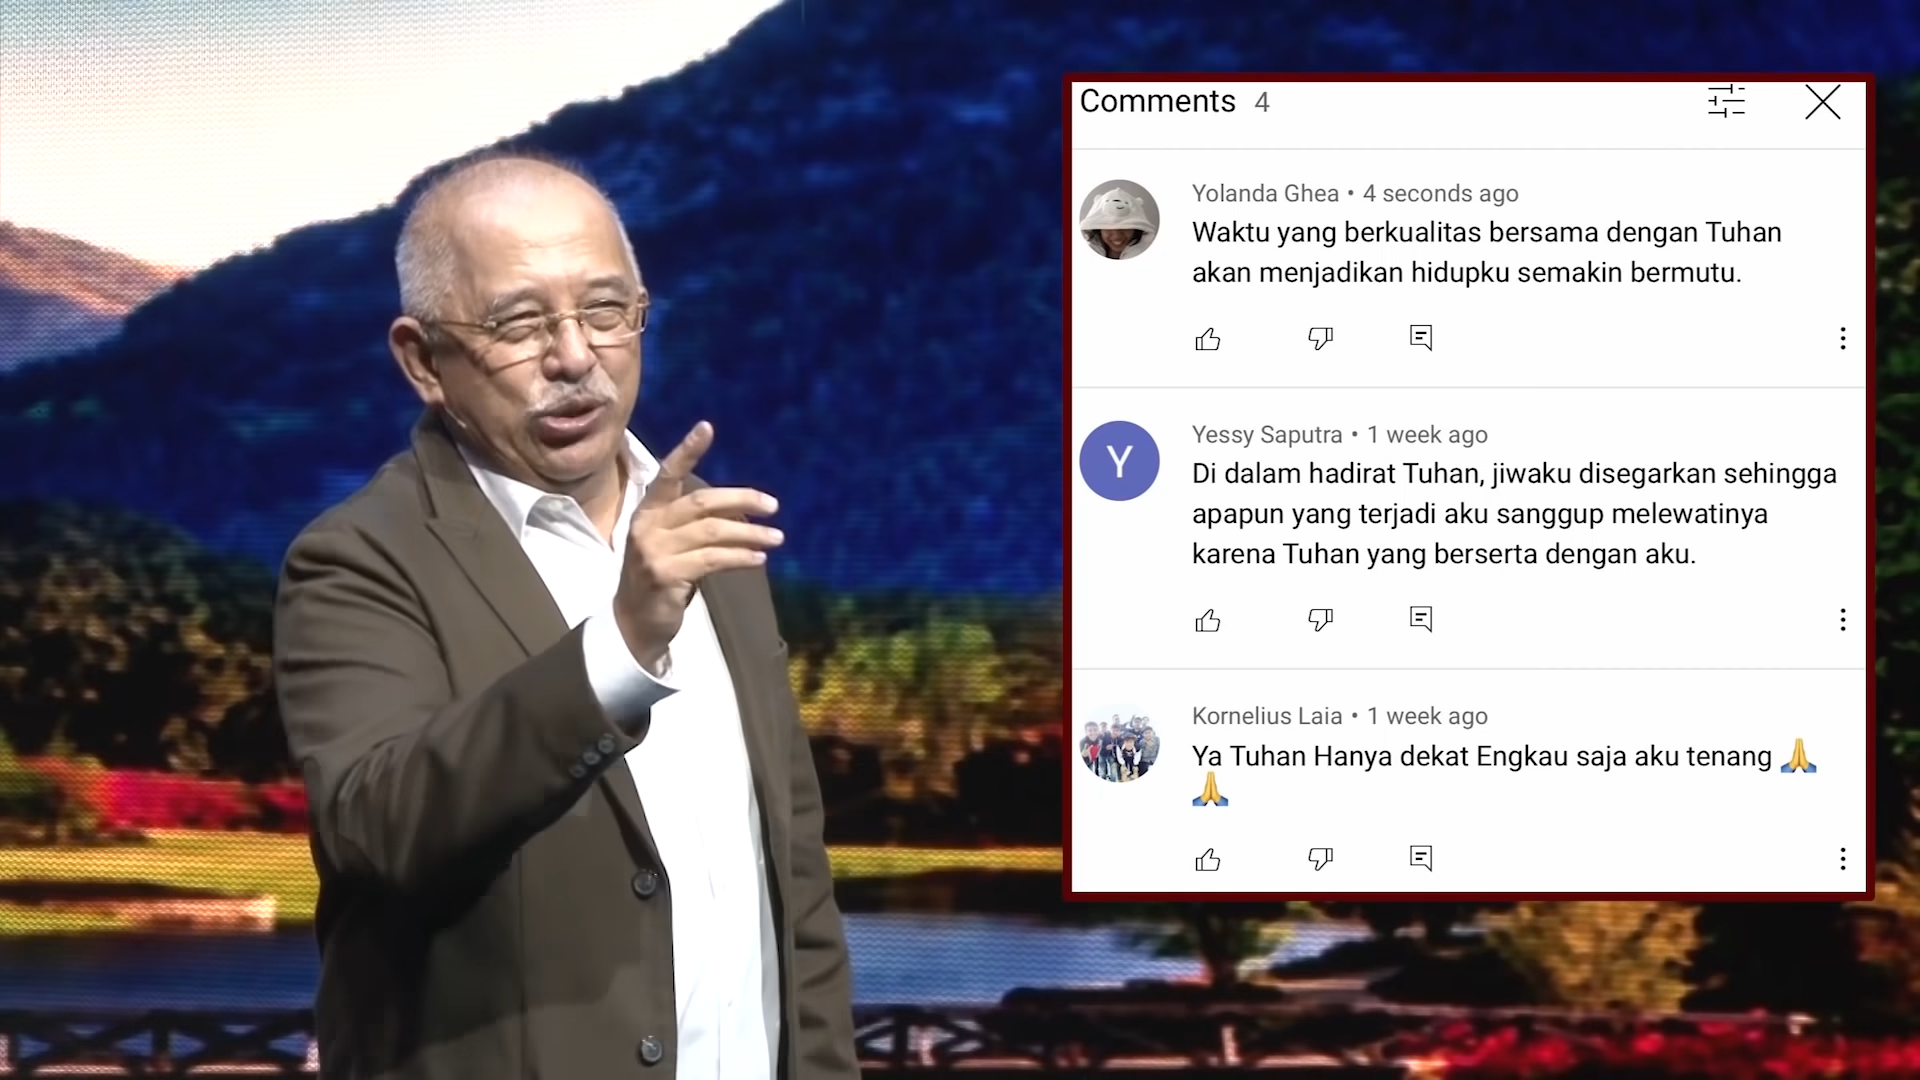 Comments 4
Yolanda Ghea • 4 seconds ago
Waktu yang berkualitas bersama dengan Tuhan
akan menjadikan hidupku semakin bermutu.
Y
Yessy Saputra • 1 week ago
Di dalam hadirat Tuhan, jiwaku disegarkan sehingga
apapun yang terjadi aku sanggup melewatinya
karena Tuhan yang berserta dengan aku.
Kornelius Laia • 1 week ago
Ya Tuhan Hanya dekat Engkau saja aku tenang 🙏
🙏